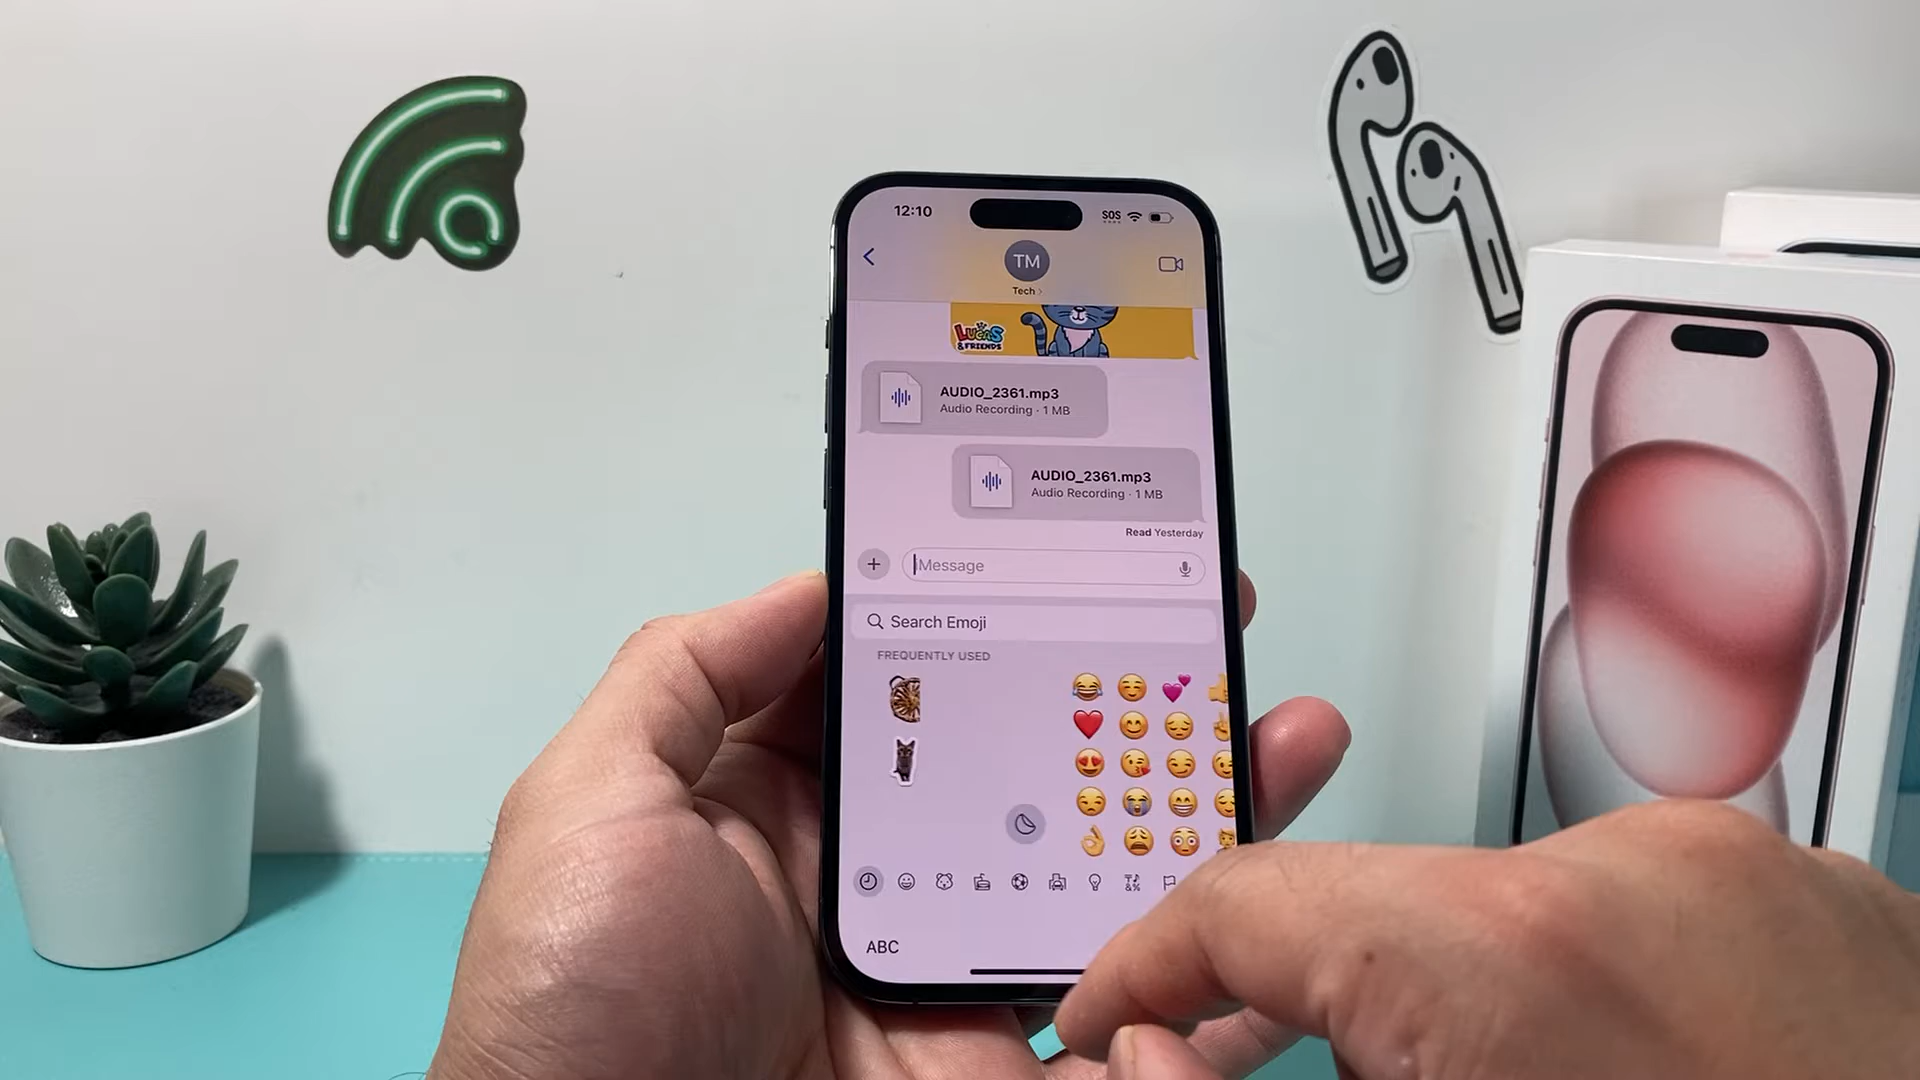 12:10
SOS
TM
Tech
LUCAS
& FRIENDS
AUDIO_2361.mp3
Audio Recording · 1 MB
AUDIO_2361.mp3
Audio Recording · 1 MB
Read Yesterday
iMessage
Search Emoji
FREQUENTLY USED
ABC